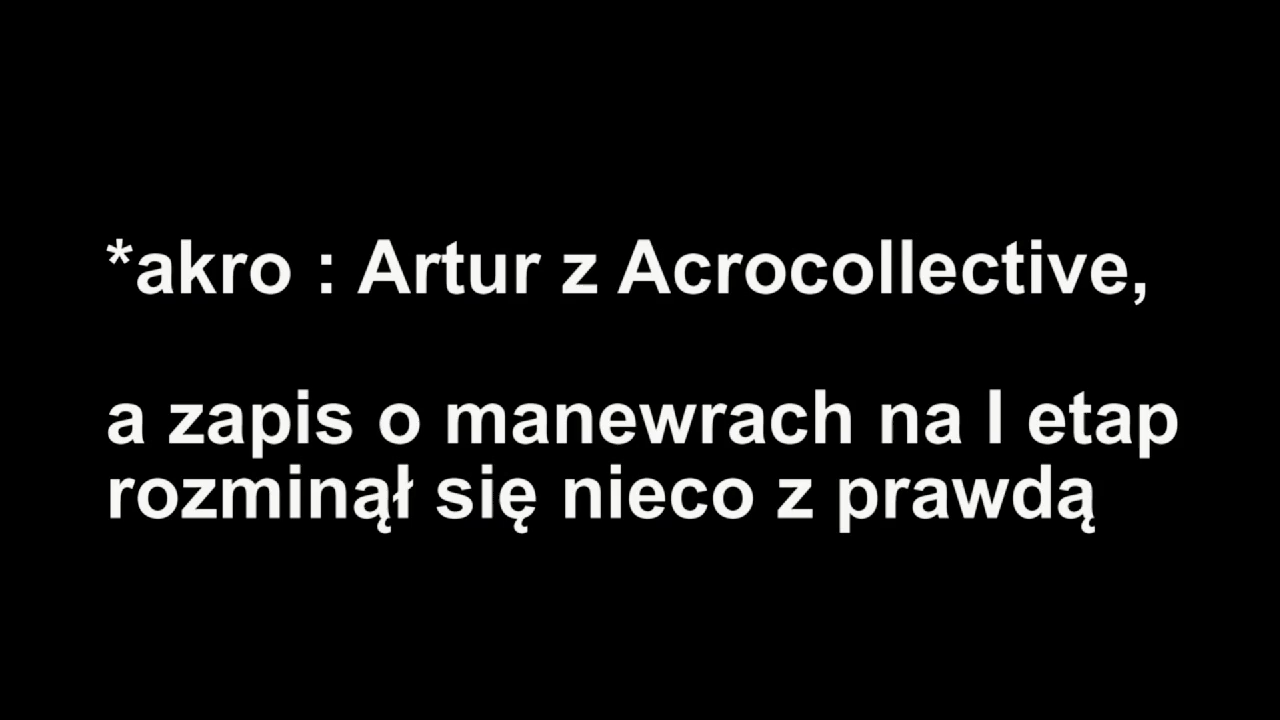 *akro : Artur z Acrocollective,
a zapis o manewrach na I etap
rozminął się nieco z prawdą